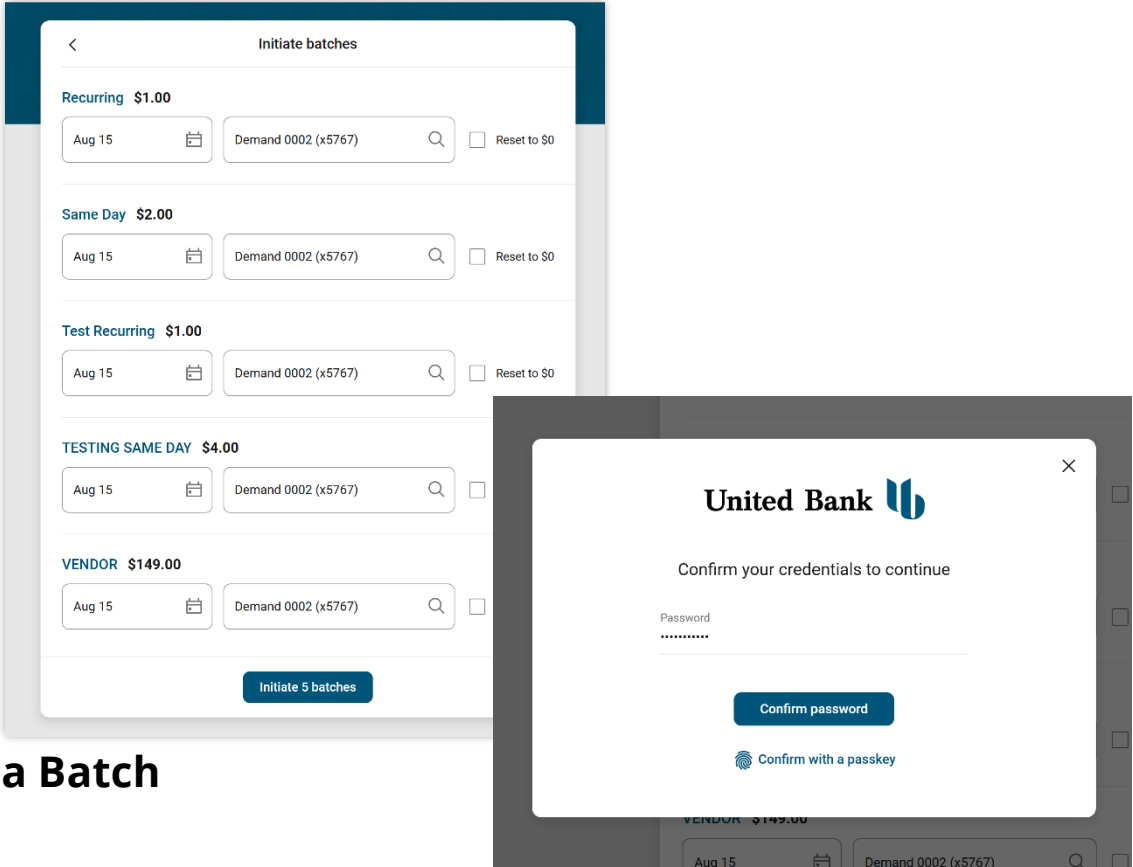 Initiate batches
Recurring $1.00
Aug 15 Demand 0002 (x5767) Reset to $0
Same Day $2.00
Aug 15 Demand 0002 (x5767) Reset to $0
Test Recurring $1.00
Aug 15 Demand 0002 (x5767) Reset to $0
TESTING SAME DAY $4.00
Aug 15 Demand 0002 (x5767)
VENDOR $149.00
Aug 15 Demand 0002 (x5767)
Initiate 5 batches
a Batch
United Bank
Confirm your credentials to continue
Password
•••••••••••
Confirm password
Confirm with a passkey
VENDOR $149.00
Aug 15 Demand 0002 (x5767)